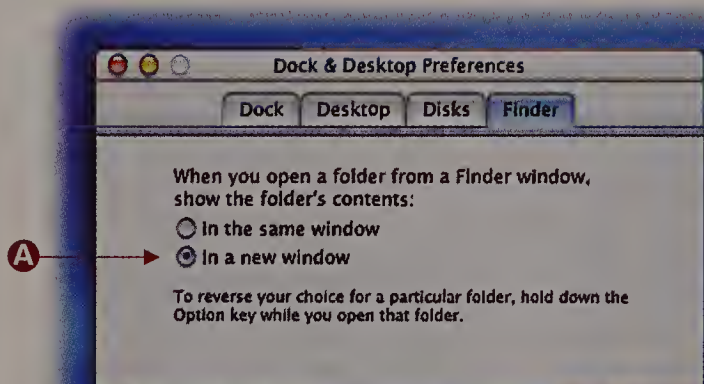 Dock & Desktop Preferences
Dock Desktop Disks Finder
When you open a folder from a Finder window,
show the folder's contents:
In the same window
A In a new window
To reverse your choice for a particular folder, hold down the
Option key while you open that folder.